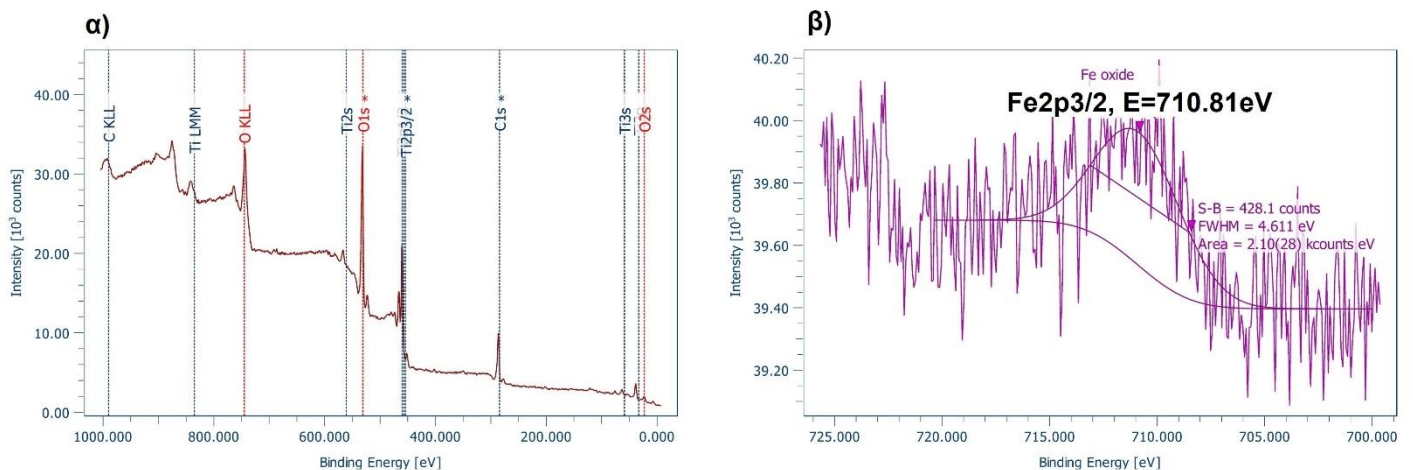 α)
40.00
30.00
20.00
10.00
0.00
Intensity [10³ counts]
C KLL
Ti LMM
O KLL
Ti2s
O1s *
Ti2p3/2 *
C1s *
Ti3s
O2s
1000.000 800.000 600.000 400.000 200.000 0.000
Binding Energy [eV]
β)
40.20
40.00
39.80
39.60
39.40
39.20
Intensity [10³ counts]
Fe oxide
Fe2p3/2, E=710.81eV
S-B = 428.1 counts
FWHM = 4.611 eV
Area = 2.10(28) kcounts eV
725.000 720.000 715.000 710.000 705.000 700.000
Binding Energy [eV]